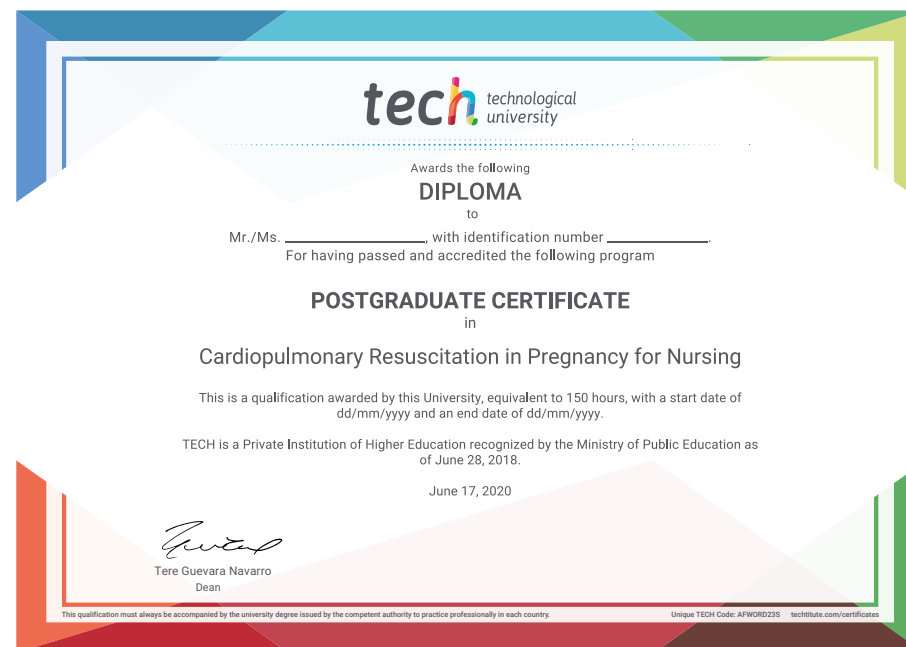 tech technological
university
Awards the following
DIPLOMA
to
Mr./Ms. ____________________, with identification number ______________.
For having passed and accredited the following program
POSTGRADUATE CERTIFICATE
in
Cardiopulmonary Resuscitation in Pregnancy for Nursing
This is a qualification awarded by this University, equivalent to 150 hours, with a start date of
dd/mm/yyyy and an end date of dd/mm/yyyy.
TECH is a Private Institution of Higher Education recognized by the Ministry of Public Education as
of June 28, 2018.
June 17, 2020
Tere Guevara Navarro
Dean
This qualification must always be accompanied by the university degree issued by the competent authority to practice professionally in each country. Unique TECH Code: AFWORD23S techtitute.com/certificates